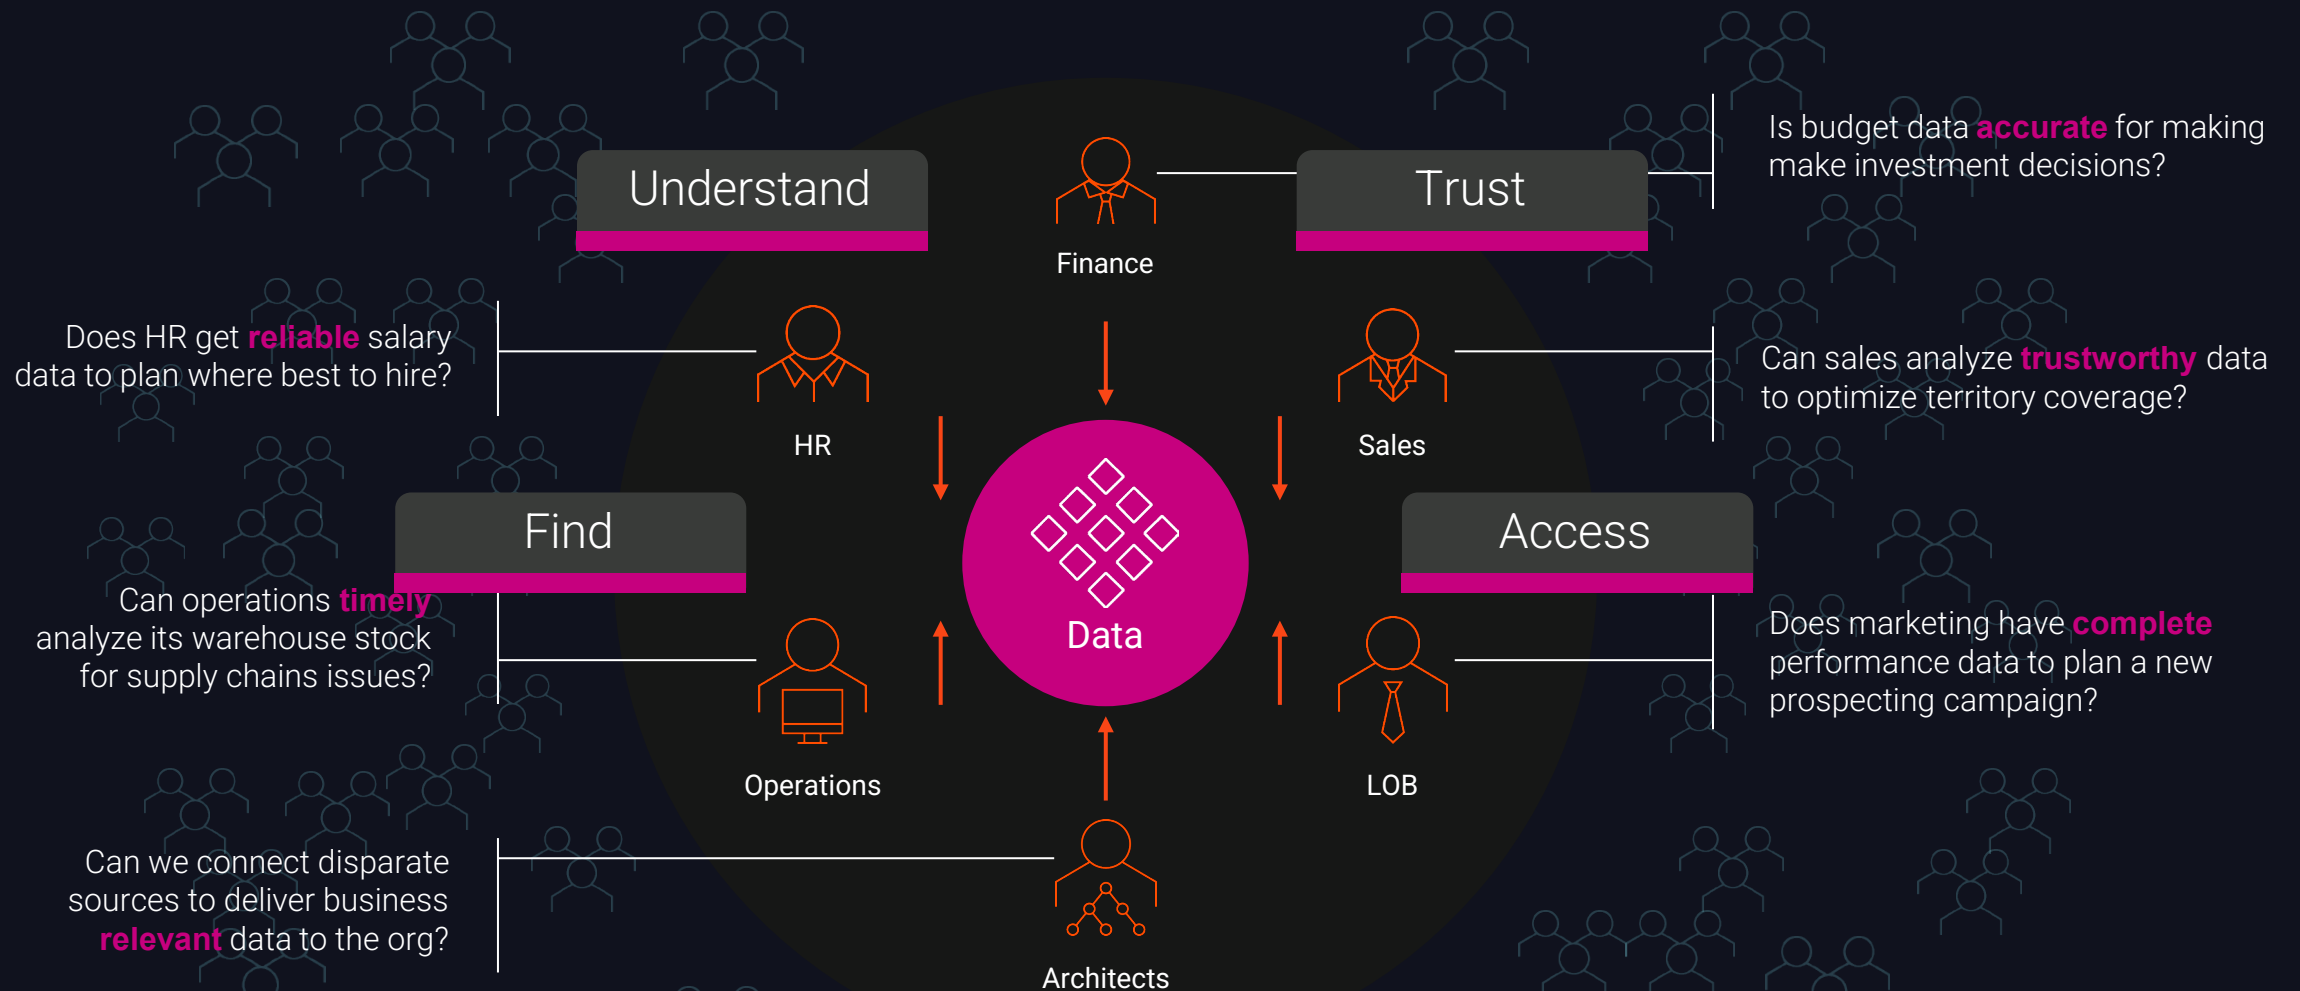 Understand
Trust
Is budget data accurate for making
make investment decisions?
Finance
Does HR get reliable salary
data to plan where best to hire?
HR
Sales
Can sales analyze trustworthy data
to optimize territory coverage?
Find
Access
Data
Can operations timely
analyze its warehouse stock
for supply chains issues?
Operations
LOB
Does marketing have complete
performance data to plan a new
prospecting campaign?
Can we connect disparate
sources to deliver business
relevant data to the org?
Architects